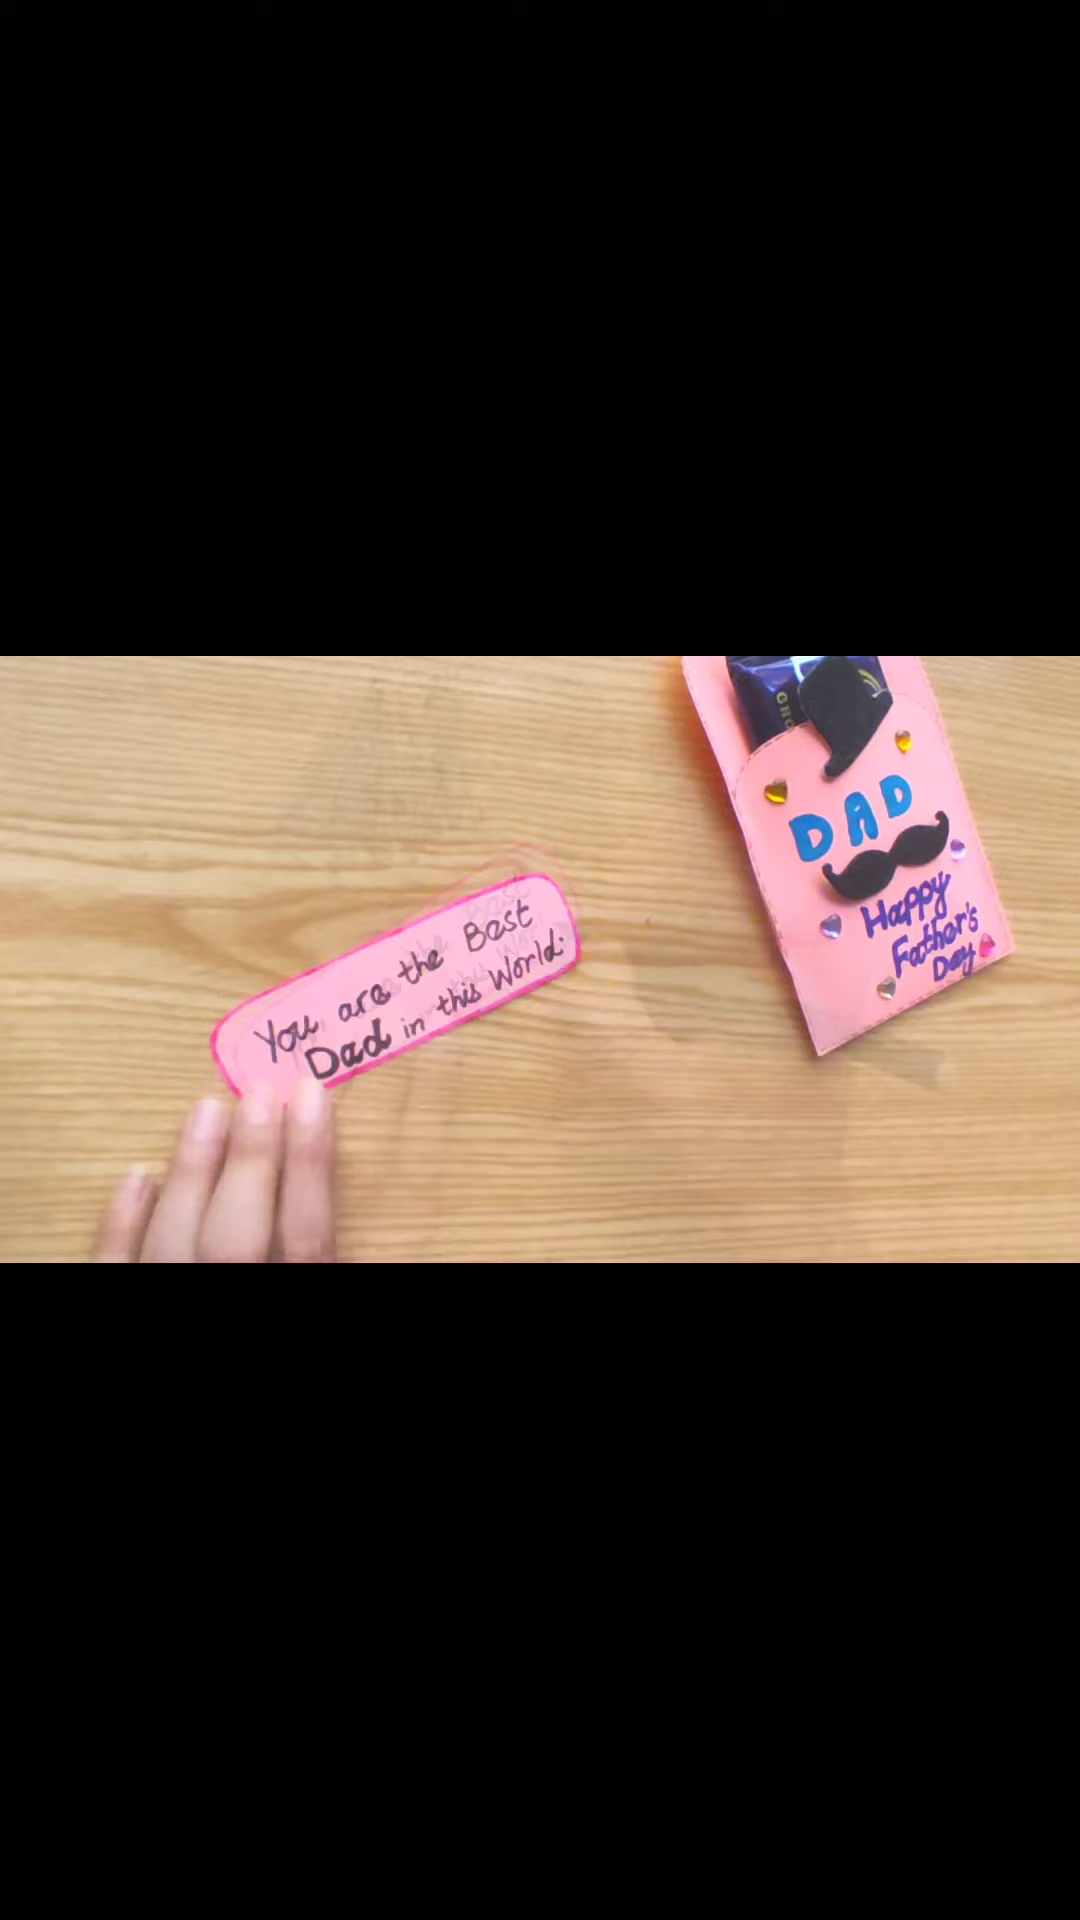 You are the Best
Dad in this World.
DAD
Happy
Father's
Day